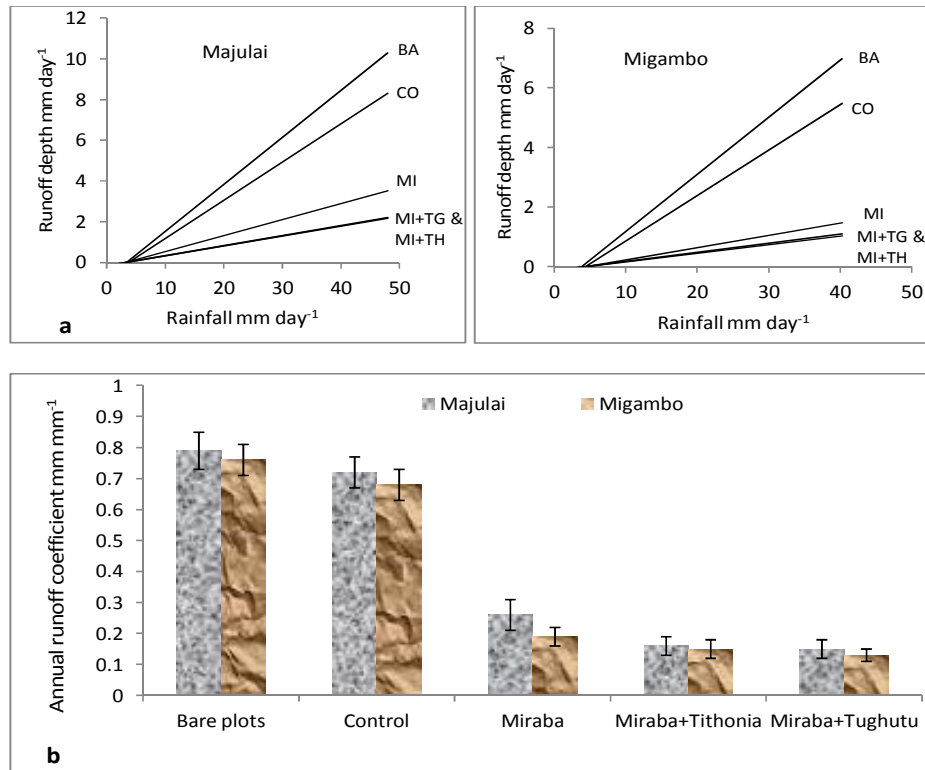 Majulai
Runoff depth mm day-1
12
10
8
6
4
2
0
BA
CO
MI
MI+TG &
MI+TH
0 10 20 30 40 50
Rainfall mm day-1
a
Migambo
Runoff depth mm day-1
8
6
4
2
0
BA
CO
MI
MI+TG &
MI+TH
0 10 20 30 40 50
Rainfall mm day-1
Annual runoff coefficient mm mm-1
1
0.9
0.8
0.7
0.6
0.5
0.4
0.3
0.2
0.1
0
Majulai Migambo
Bare plots Control Miraba Miraba+Tithonia Miraba+Tughutu
b